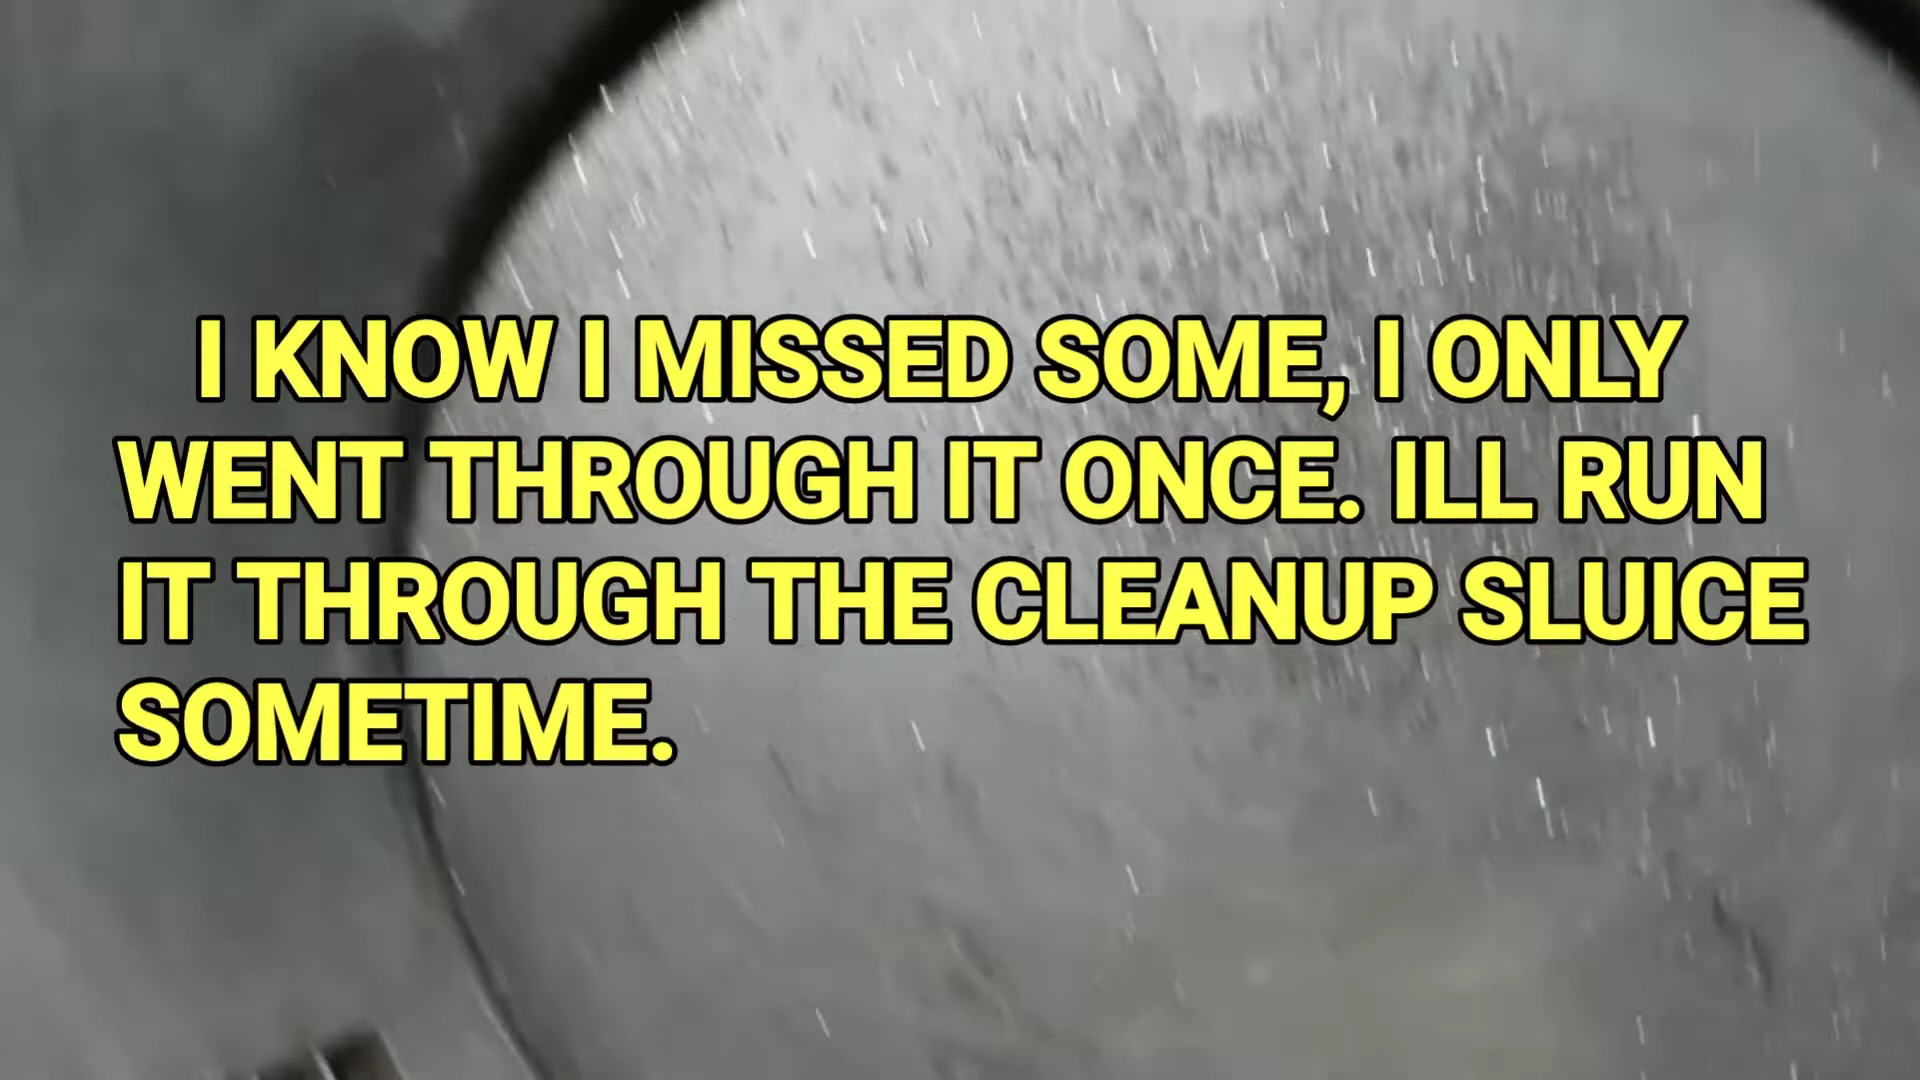 I KNOW I MISSED SOME, I ONLY
WENT THROUGH IT ONCE. ILL RUN
IT THROUGH THE CLEANUP SLUICE
SOMETIME.